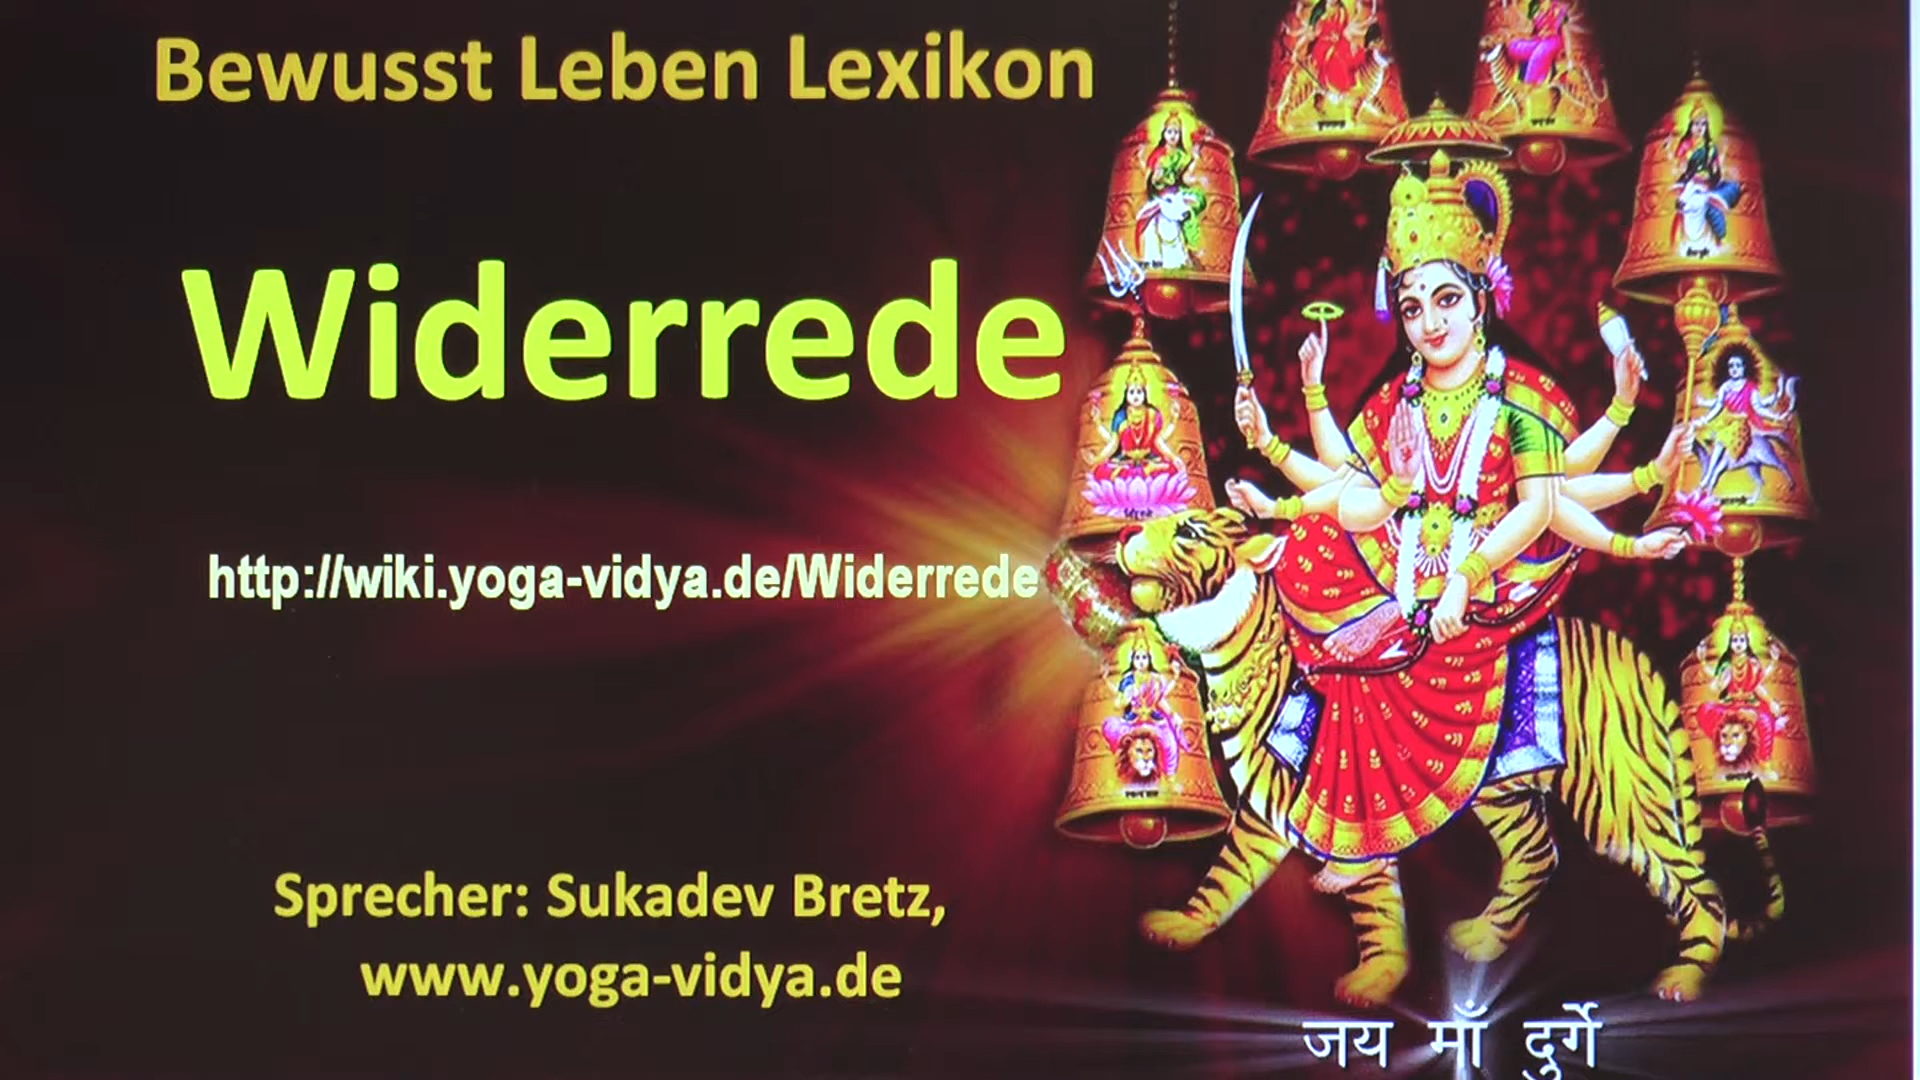 Bewusst Leben Lexikon
Widerrede
http://wiki.yoga-vidya.de/Widerrede
Sprecher: Sukadev Bretz,
www.yoga-vidya.de
जय माँ दुर्गे